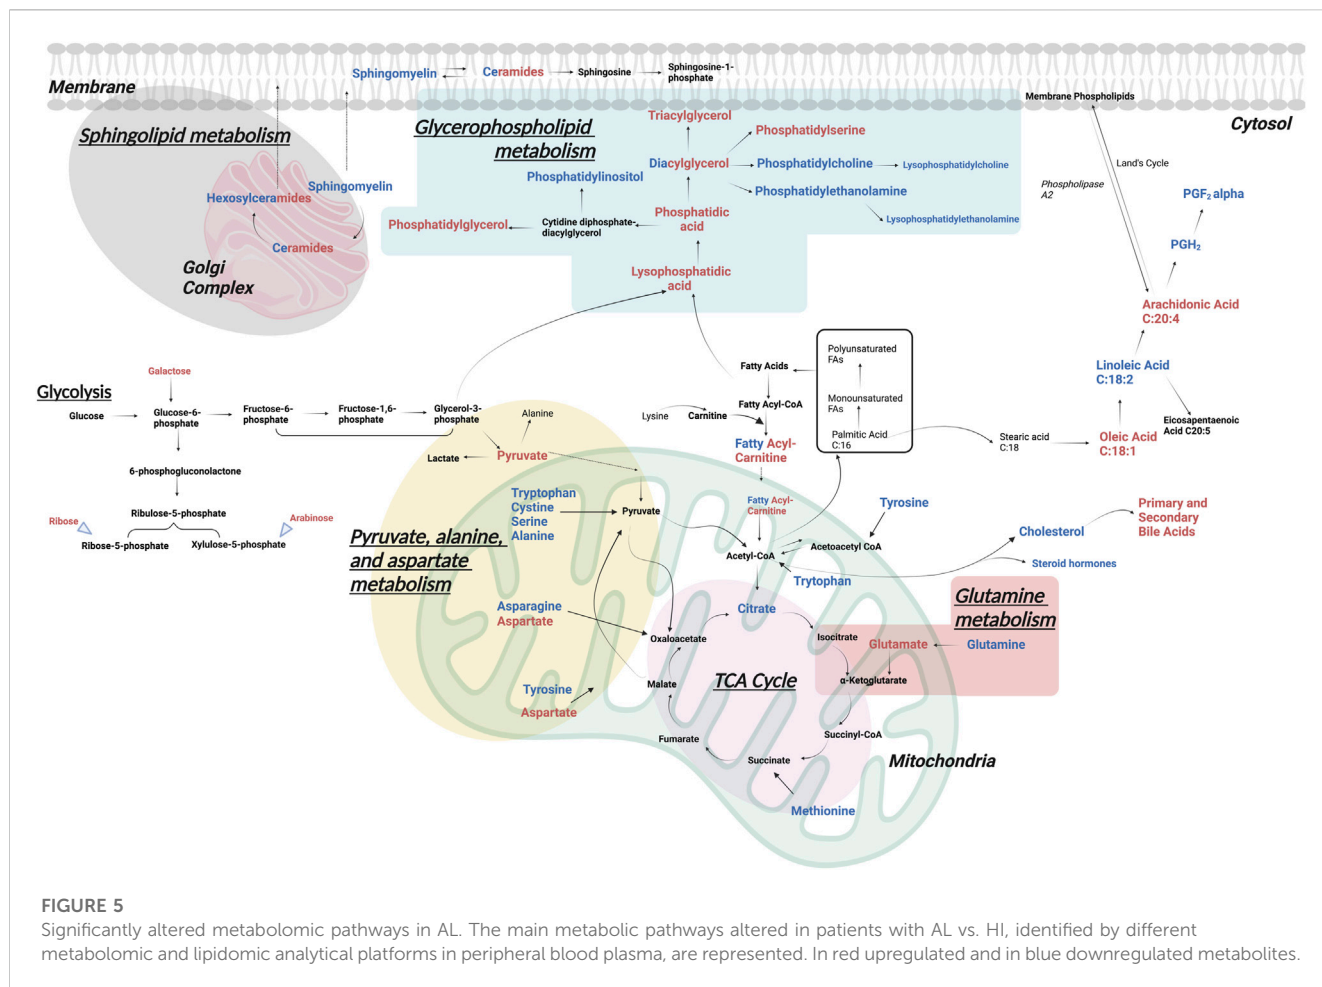 Membrane
Sphingomyelin
Ceramides
Sphingosine
Sphingosine-1-
phosphate
Membrane Phospholipids
Cytosol
Sphingolipid metabolism
Hexosylceramides
Sphingomyelin
Ceramides
Golgi
Complex
Glycerophospholipid
metabolism
Triacylglycerol
Phosphatidylserine
Diacylglycerol
Phosphatidylcholine
Lysophosphatidylcholine
Phosphatidylinositol
Phosphatidylethanolamine
Lysophosphatidylethanolamine
Phosphatidylglycerol
Cytidine diphosphate-
diacylglycerol
Phosphatidic
acid
Lysophosphatidic
acid
Land's Cycle
Phospholipase
A2
PGF2 alpha
PGH2
Arachidonic Acid
C:20:4
Linoleic Acid
C:18:2
Eicosapentaenoic
Acid C20:5
Oleic Acid
C:18:1
Stearic acid
C:18
Polyunsaturated
FAs
Monounsaturated
FAs
Palmitic Acid
C:16
Fatty Acids
Fatty Acyl-CoA
Lysine
Carnitine
Fatty Acyl-
Carnitine
Fatty Acyl-
Carnitine
Glycolysis
Galactose
Glucose
Glucose-6-
phosphate
Fructose-6-
phosphate
Fructose-1,6-
phosphate
Glycerol-3-
phosphate
Alanine
Lactate
Pyruvate
6-phosphogluconolactone
Ribulose-5-phosphate
Ribose
Arabinose
Ribose-5-phosphate
Xylulose-5-phosphate
Tryptophan
Cystine
Serine
Alanine
Pyruvate
Pyruvate, alanine,
and aspartate
metabolism
Asparagine
Aspartate
Tyrosine
Aspartate
Tyrosine
Acetyl-CoA
Acetoacetyl CoA
Trytophan
Cholesterol
Primary and
Secondary
Bile Acids
Steroid hormones
Glutamine
metabolism
Citrate
Isocitrate
Glutamate
Glutamine
α-Ketoglutarate
Oxaloacetate
TCA Cycle
Malate
Fumarate
Succinate
Succinyl-CoA
Methionine
Mitochondria
FIGURE 5
Significantly altered metabolomic pathways in AL. The main metabolic pathways altered in patients with AL vs. HI, identified by different
metabolomic and lipidomic analytical platforms in peripheral blood plasma, are represented. In red upregulated and in blue downregulated metabolites.